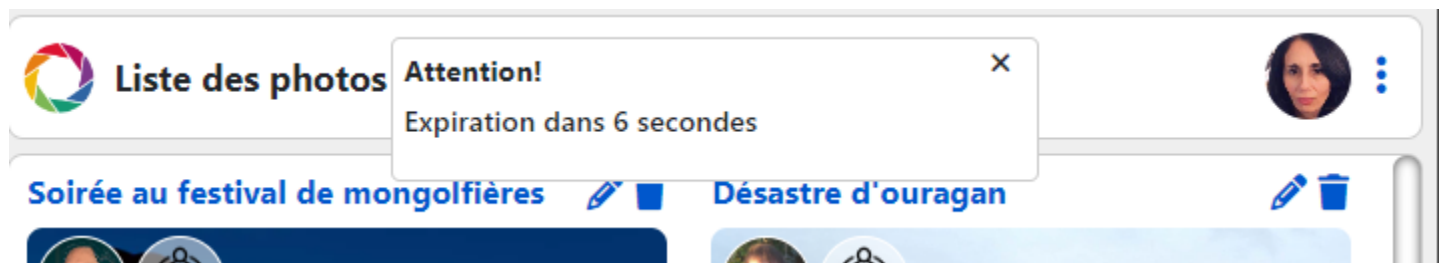 Liste des photos
Attention!
Expiration dans 6 secondes
Soirée au festival de mongolfières
Désastre d'ouragan